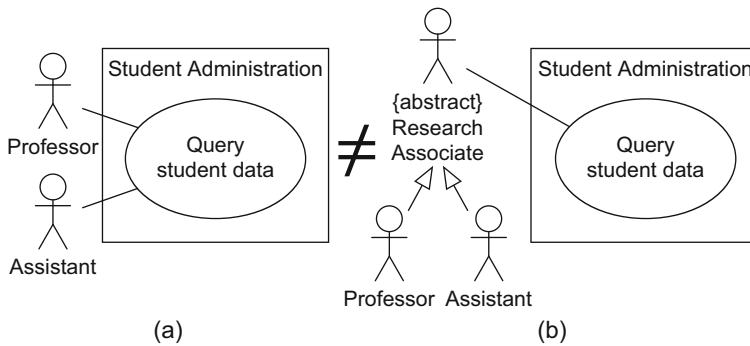 Student Administration
Professor
Query
student data
Assistant
(a)
≠
{abstract}
Research
Associate
Professor
Assistant
Student Administration
Query
student data
(b)